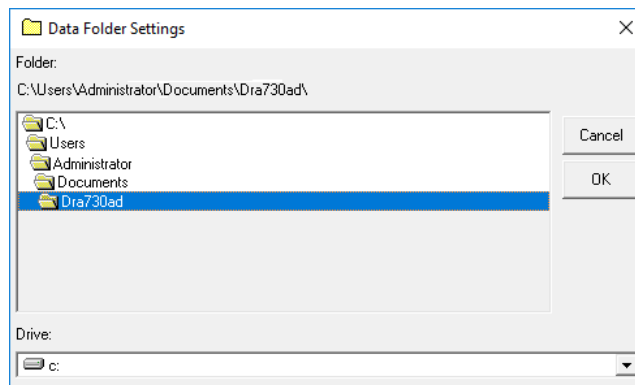 Data Folder Settings
Folder:
C:\Users\Administrator\Documents\Dra730ad\
C:\
Users
Administrator
Documents
Dra730ad
Cancel
OK
Drive:
c: